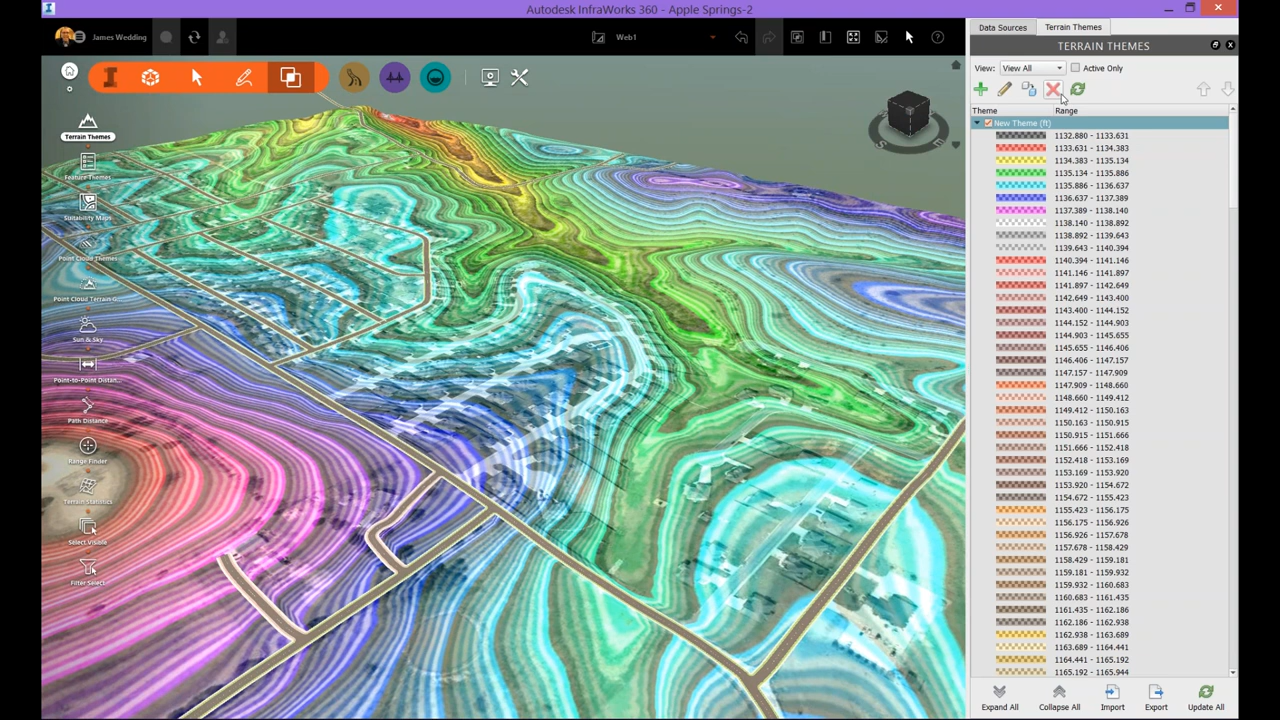 Autodesk InfraWorks 360 - Apple Springs-2
James Wedding
Web1
Data Sources
Terrain Themes
TERRAIN THEMES
View: View All Active Only
Theme Range
New Theme (ft)
1132.880 - 1133.631
1133.631 - 1134.383
1134.383 - 1135.134
1135.134 - 1135.886
1135.886 - 1136.637
1136.637 - 1137.389
1137.389 - 1138.140
1138.140 - 1138.892
1138.892 - 1139.643
1139.643 - 1140.394
1140.394 - 1141.146
1141.146 - 1141.897
1141.897 - 1142.649
1142.649 - 1143.400
1143.400 - 1144.152
1144.152 - 1144.903
1144.903 - 1145.655
1145.655 - 1146.406
1146.406 - 1147.157
1147.157 - 1147.909
1147.909 - 1148.660
1148.660 - 1149.412
1149.412 - 1150.163
1150.163 - 1150.915
1150.915 - 1151.666
1151.666 - 1152.418
1152.418 - 1153.169
1153.169 - 1153.920
1153.920 - 1154.672
1154.672 - 1155.423
1155.423 - 1156.175
1156.175 - 1156.926
1156.926 - 1157.678
1157.678 - 1158.429
1158.429 - 1159.181
1159.181 - 1159.932
1159.932 - 1160.683
1160.683 - 1161.435
1161.435 - 1162.186
1162.186 - 1162.938
1162.938 - 1163.689
1163.689 - 1164.441
1164.441 - 1165.192
1165.192 - 1165.944
Expand All
Collapse All
Import
Export
Update All
Terrain Themes
Feature Themes
Suitability Maps
Point Cloud Themes
Point Cloud Terrain G...
Sun & Sky
Point-to-Point Distan...
Path Distance
Range Finder
Terrain Statistics
Select Visible
Filter Select
S
E